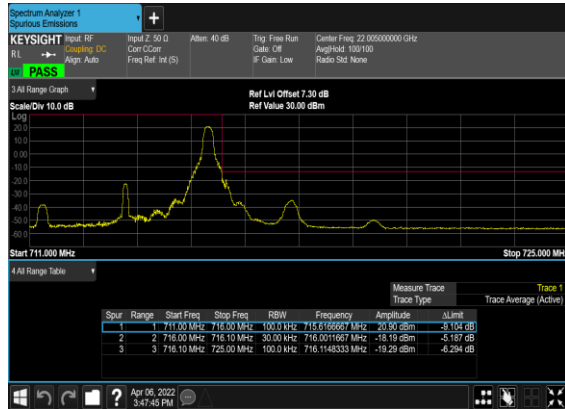 Spectrum Analyzer 1
Spurious Emissions
KEYSIGHT Input: RF Input Z: 50 Ω Atten: 40 dB Trig: Free Run Center Freq: 22.005000000 GHz
RL Coupling: DC Corr CCorr Gate: Off Avg|Hold: 100/100
Align: Auto Freq Ref: Int (S) IF Gain: Low Radio Std: None
PASS
3 All Range Graph
Ref Lvl Offset 7.30 dB
Scale/Div 10.0 dB Ref Value 30.00 dBm
Log
20.0
10.0
0.00
-10.0
-20.0
-30.0
-40.0
-50.0
-60.0
Start 711.000 MHz Stop 725.000 MH
4 All Range Table
Measure Trace Trace 1
Trace Type Trace Average (Active)
Spur Range Start Freq Stop Freq RBW Frequency Amplitude ΔLimit
1 1 711.00 MHz 716.00 MHz 100.0 kHz 715.6166667 MHz 20.90 dBm -9.104 dB
2 2 716.00 MHz 716.10 MHz 30.00 kHz 716.0011667 MHz -18.19 dBm -5.187 dB
3 3 716.10 MHz 725.00 MHz 100.0 kHz 716.1148333 MHz -19.29 dBm -6.294 dB
Apr 06, 2022
3:47:45 PM